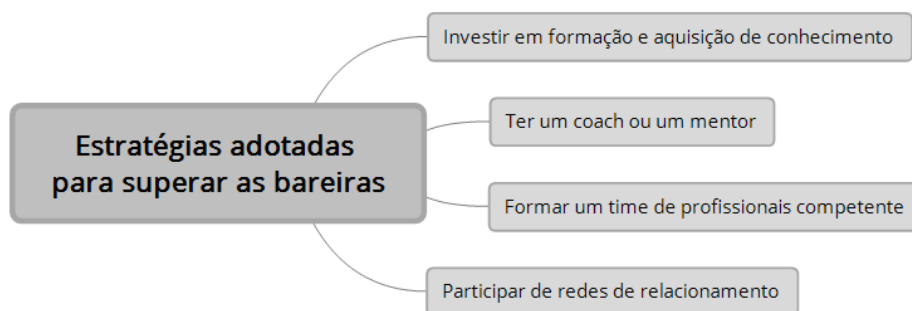 Investir em formação e aquisição de conhecimento
Ter um coach ou um mentor
Estratégias adotadas
para superar as bareiras
Formar um time de profissionais competente
Participar de redes de relacionamento